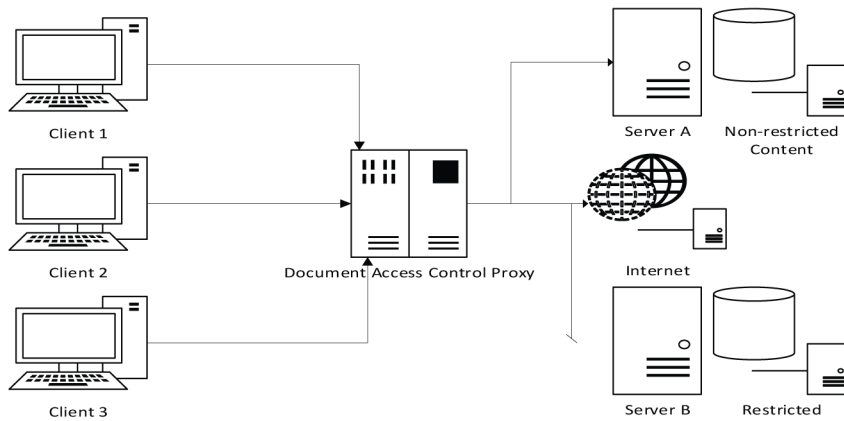 Client 1
Server A
Non-restricted
Content
Client 2
Document Access Control Proxy
Internet
Client 3
Server B
Restricted